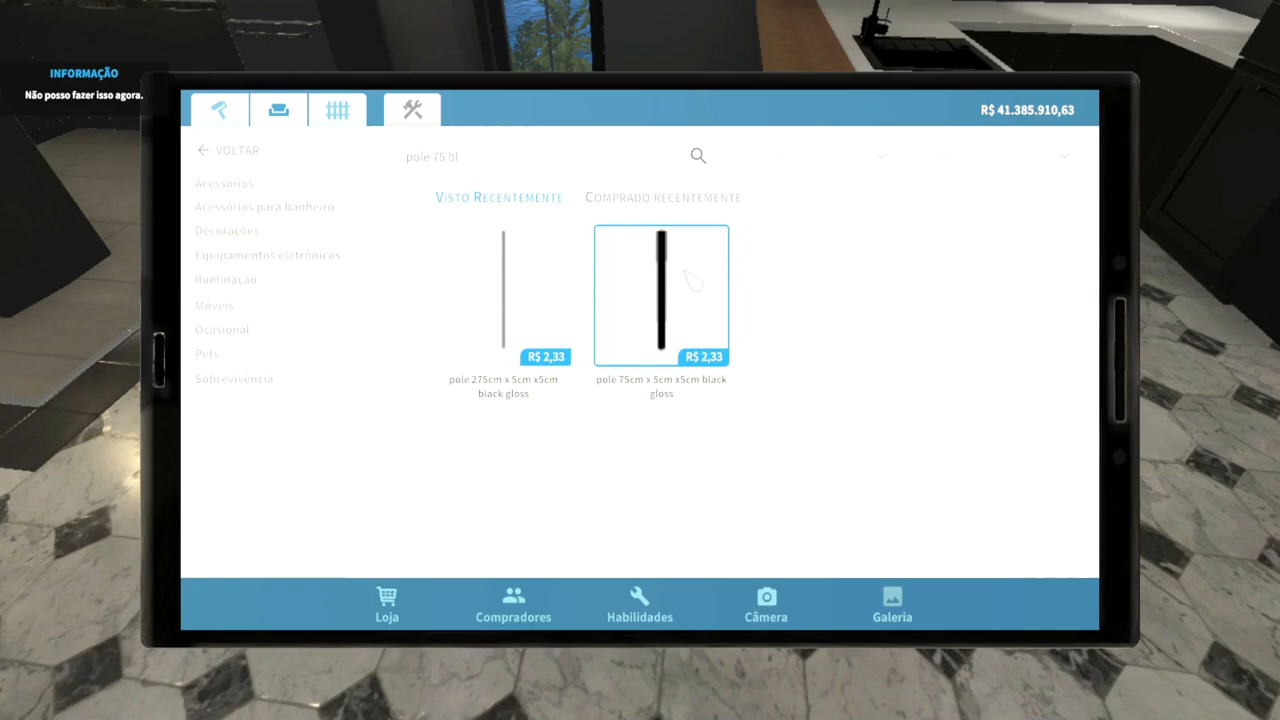 INFORMAÇÃO
Não posso fazer isso agora.
R$ 41.385.910,63
VOLTAR
pole 75 bl
Acessórios
Acessórios para banheiro
Decorações
Equipamentos eletrônicos
Iluminação
Móveis
Ocasional
Pets
Sobrevivência
Visto Recentemente
Comprado recentemente
R$ 2,33
pole 275cm x 5cm x5cm
black gloss
R$ 2,33
pole 75cm x 5cm x5cm black
gloss
Loja
Compradores
Habilidades
Câmera
Galeria